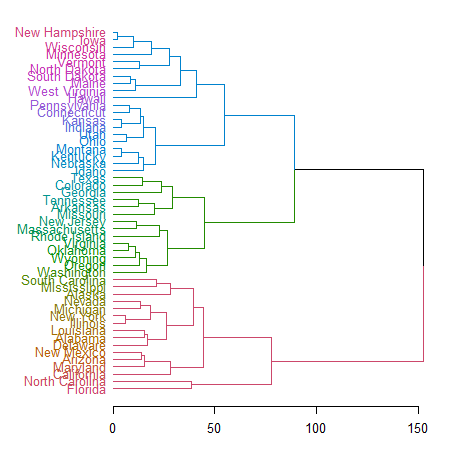 New Hampshire
Iowa
Wisconsin
Minnesota
Vermont
North Dakota
South Dakota
Maine
West Virginia
Hawaii
Pennsylvania
Connecticut
Kansas
Indiana
Utah
Ohio
Montana
Kentucky
Nebraska
Idaho
Texas
Colorado
Georgia
Tennessee
Arkansas
Missouri
New Jersey
Massachusetts
Rhode Island
Virginia
Oklahoma
Wyoming
Oregon
Washington
South Carolina
Mississippi
Alaska
Nevada
Michigan
New York
Illinois
Louisiana
Alabama
Delaware
New Mexico
Arizona
Maryland
California
North Carolina
Florida
0 50 100 150